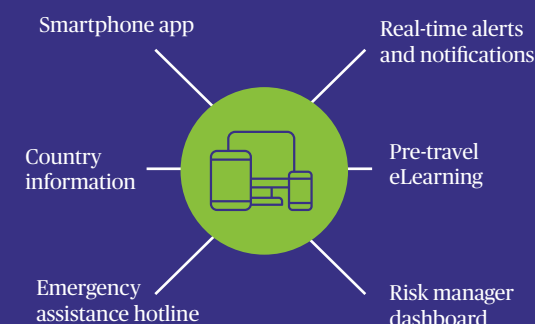 Smartphone app
Real-time alerts
and notifications
Country
information
Pre-travel
eLearning
Emergency
assistance hotline
Risk manager
dashboard